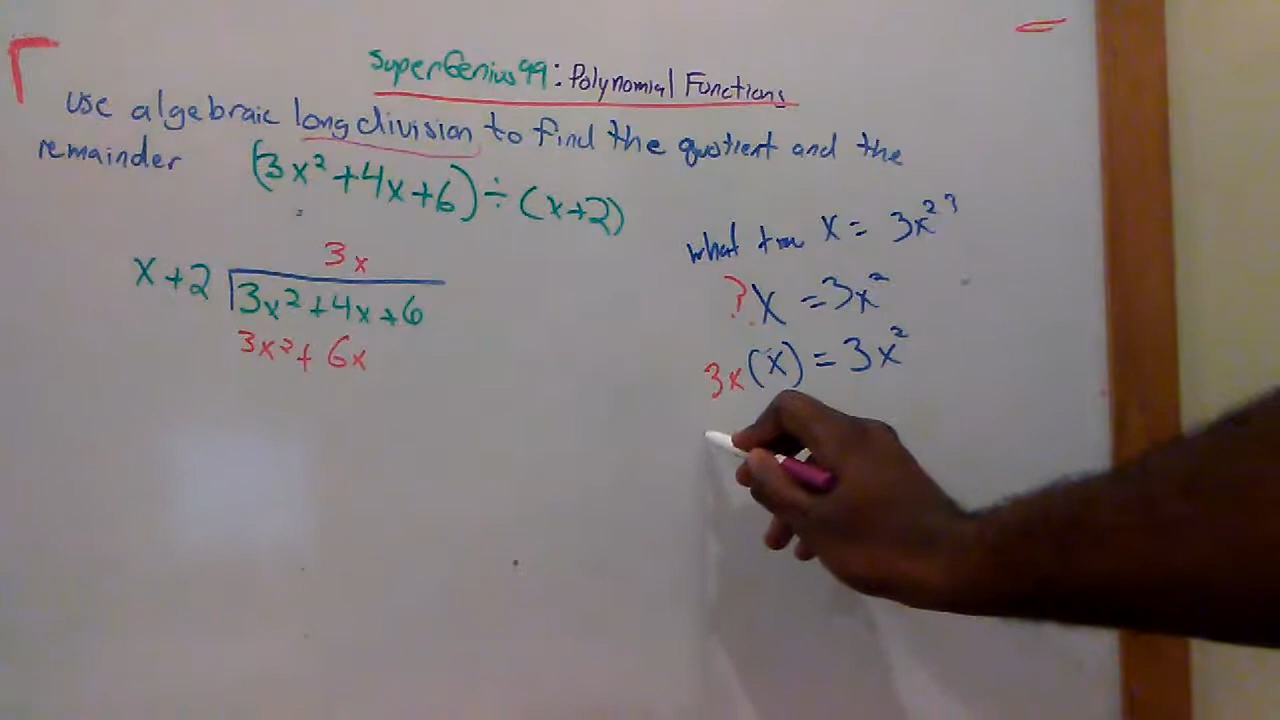 SuperGenius99: Polynomial Functions
use algebraic long division to find the quotient and the
remainder (3x²+4x+6) ÷ (x+2)
3x
x+2 3x²+4x+6
3x²+6x
what x = 3x²?
?x = 3x²
3x(x) = 3x²